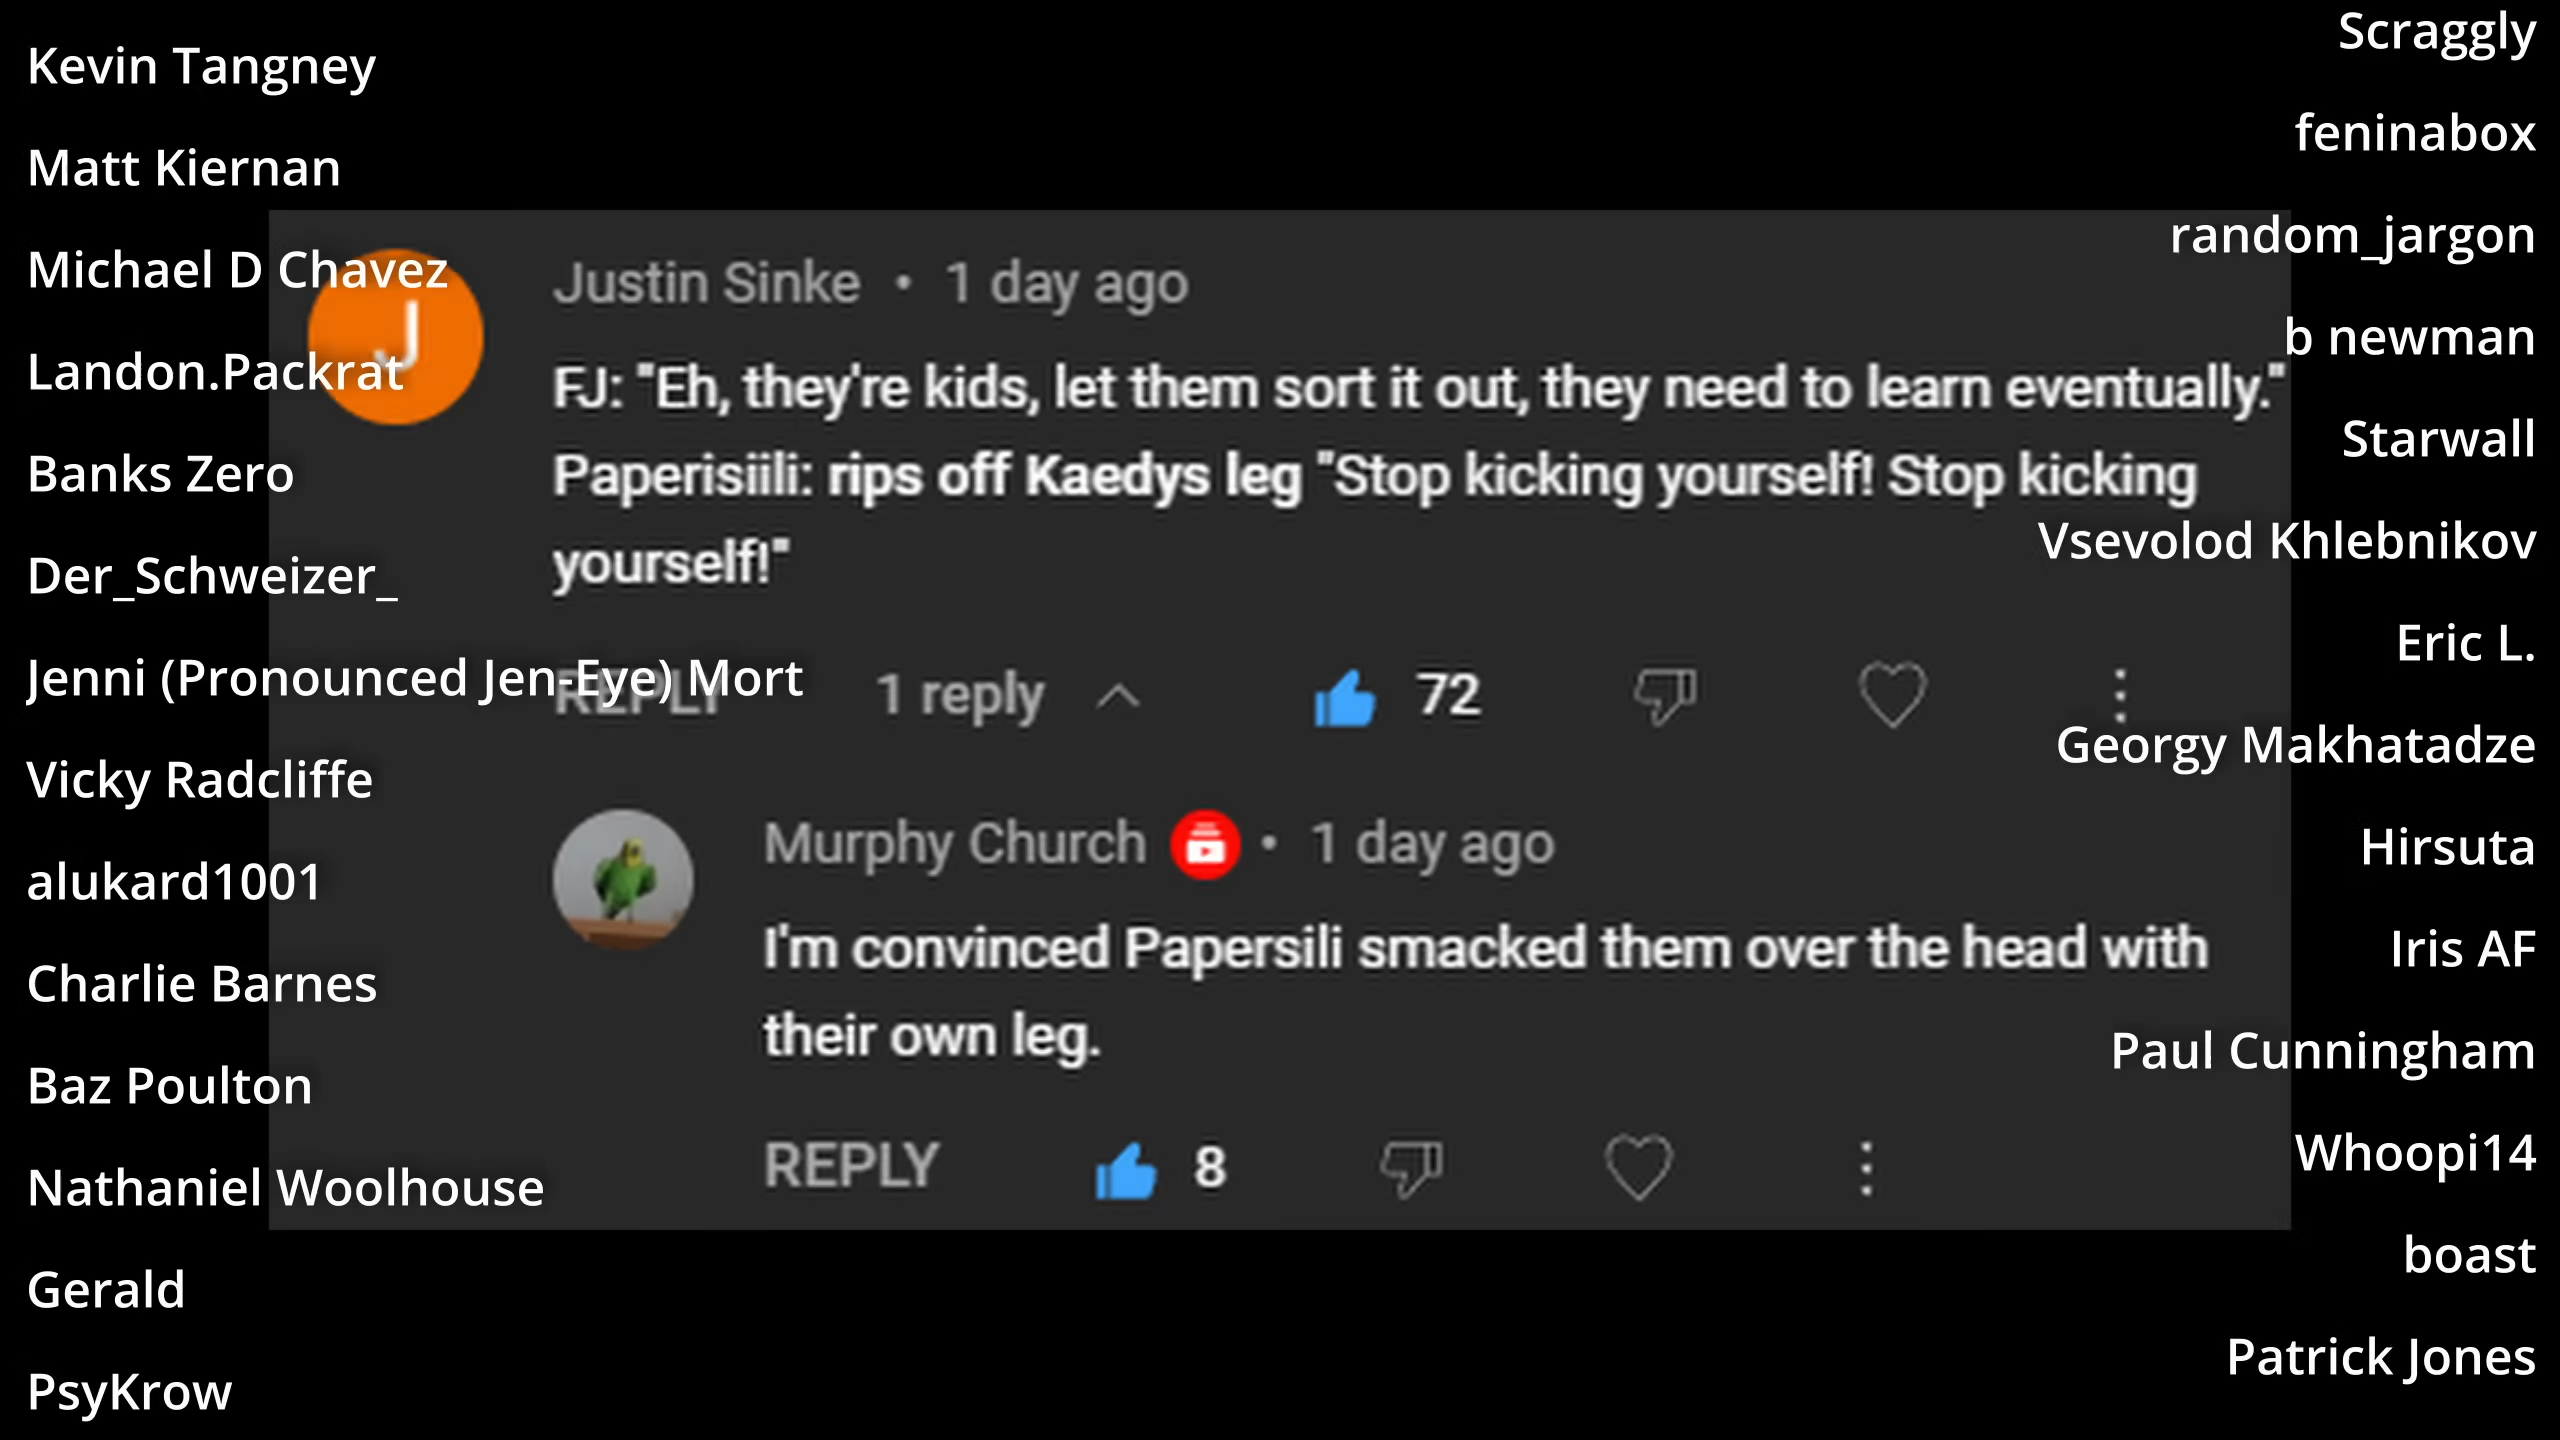 Kevin Tangney
Matt Kiernan
Michael D Chavez
Landon.Packrat
Banks Zero
Der_Schweizer_
Jenni (Pronounced Jen-Eye) Mort
Vicky Radcliffe
alukard1001
Charlie Barnes
Baz Poulton
Nathaniel Woolhouse
Gerald
PsyKrow
J
Justin Sinke • 1 day ago
FJ: "Eh, they're kids, let them sort it out, they need to learn eventually."
Paperisiili: rips off Kaedys leg "Stop kicking yourself! Stop kicking
yourself!"
REPLY 1 reply 72
Murphy Church • 1 day ago
I'm convinced Papersili smacked them over the head with
their own leg.
REPLY 8
Scraggly
feninabox
random_jargon
b newman
Starwall
Vsevolod Khlebnikov
Eric L.
Georgy Makhatadze
Hirsuta
Iris AF
Paul Cunningham
Whoopi14
boast
Patrick Jones